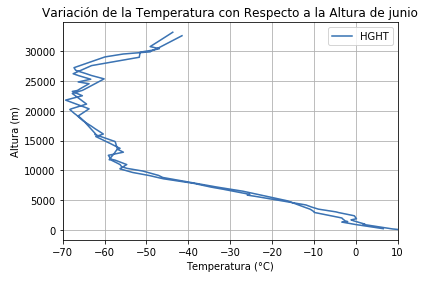 Variación de la Temperatura con Respecto a la Altura de junio
HGHT
Altura (m)
30000
25000
20000
15000
10000
5000
0
−70 −60 −50 −40 −30 −20 −10 0 10
Temperatura (°C)